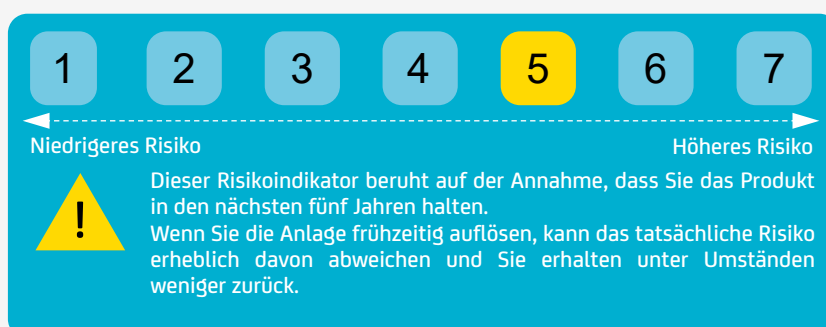 1 2 3 4 5 6 7
Niedrigeres Risiko Höheres Risiko
!
Dieser Risikoindikator beruht auf der Annahme, dass Sie das Produkt
in den nächsten fünf Jahren halten.
Wenn Sie die Anlage frühzeitig auflösen, kann das tatsächliche Risiko
erheblich davon abweichen und Sie erhalten unter Umständen
weniger zurück.